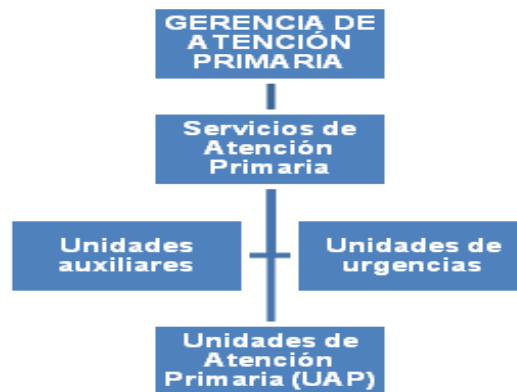 GERENCIA DE
ATENCIÓN
PRIMARIA
Servicios de
Atención
Primaria
Unidades
auxiliares
Unidades de
urgencias
Unidades de
Atención
Primaria (UAP)